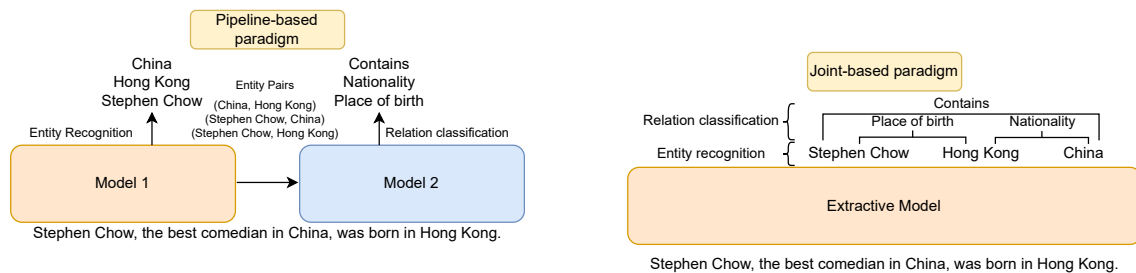 Pipeline-based
paradigm
China
Hong Kong
Stephen Chow
Entity Pairs
(China, Hong Kong)
(Stephen Chow, China)
(Stephen Chow, Hong Kong)
Contains
Nationality
Place of birth
Entity Recognition
Relation classification
Model 1
Model 2
Stephen Chow, the best comedian in China, was born in Hong Kong.
Joint-based paradigm
Contains
Relation classification
Place of birth
Nationality
Entity recognition
Stephen Chow
Hong Kong
China
Extractive Model
Stephen Chow, the best comedian in China, was born in Hong Kong.